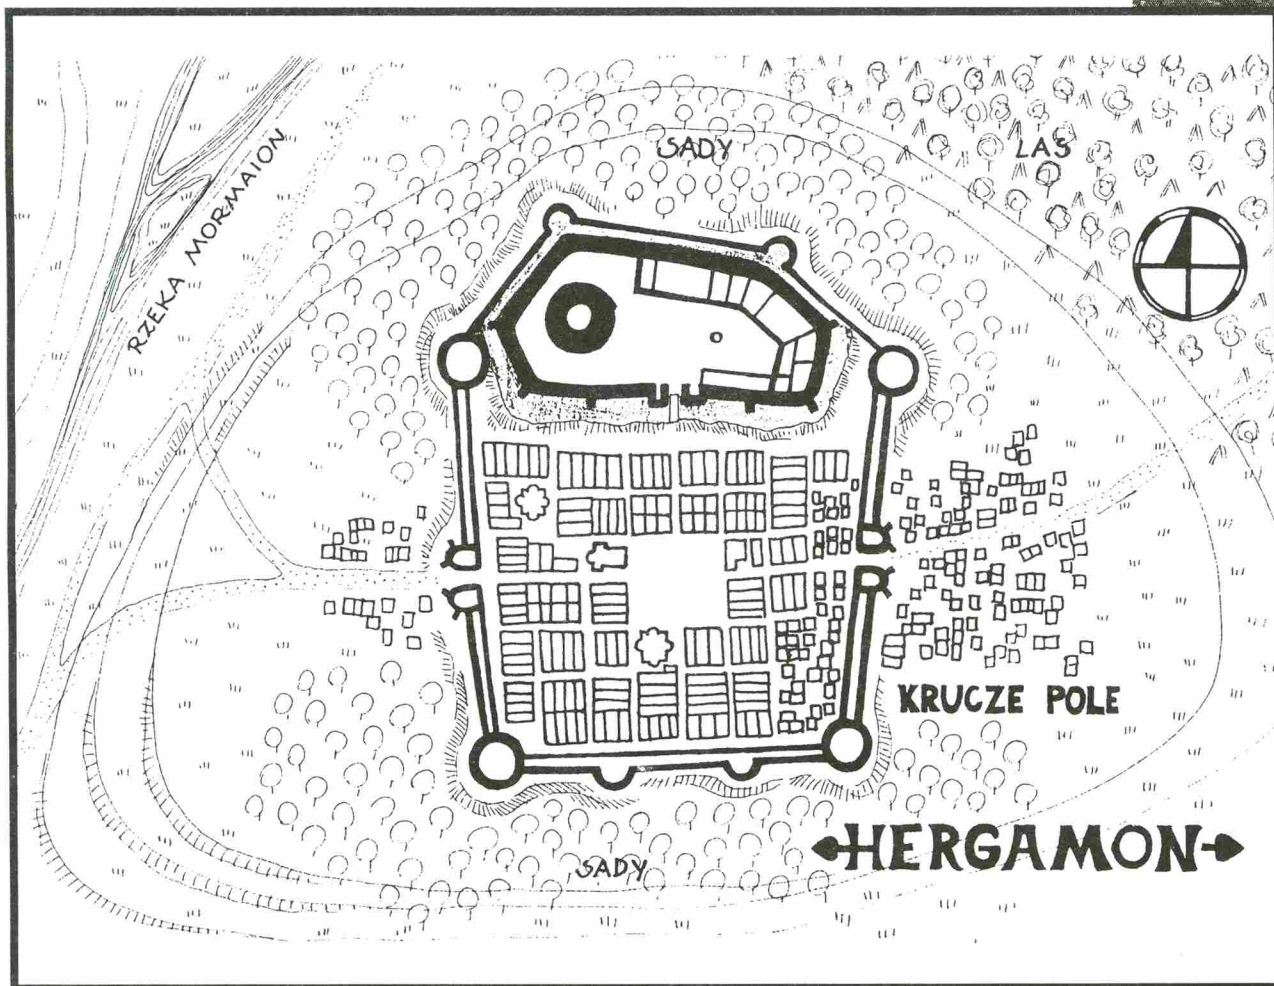 SADY
LAS
RZEKA MORMAION
KRUCZE POLE
HERGAMON
SADY